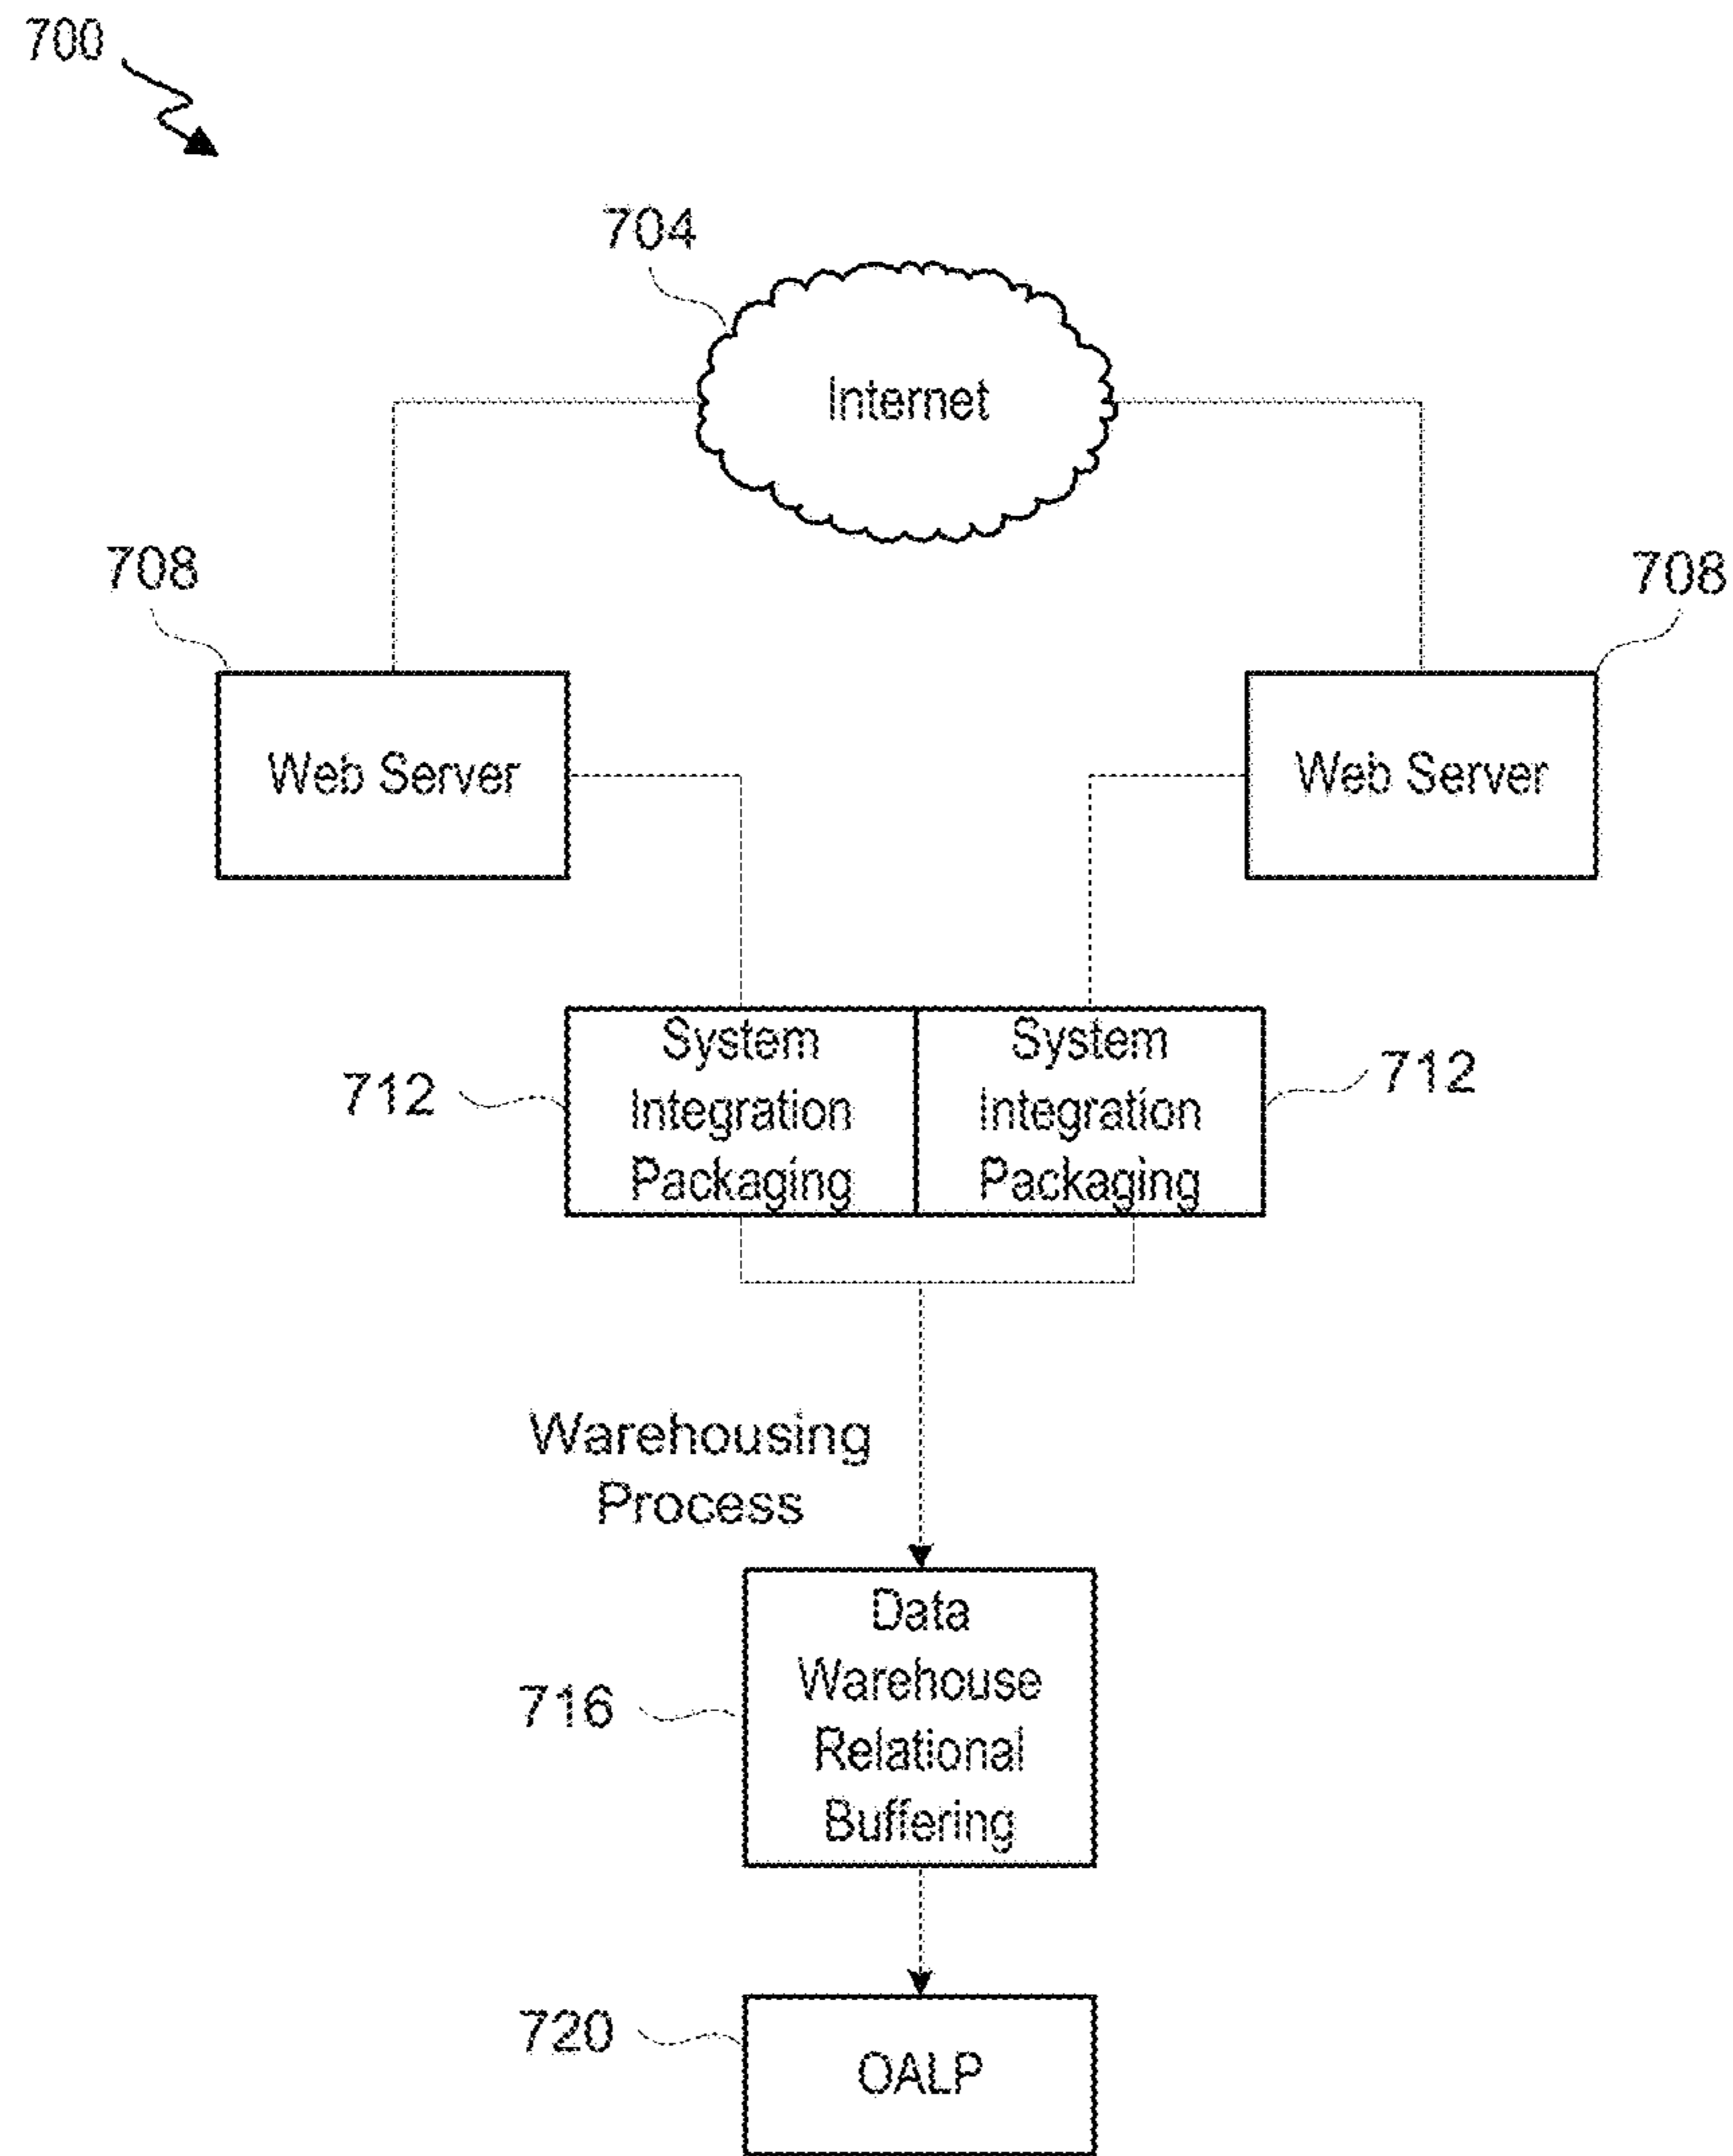 700
704
Internet
708
708
Web Server
Web Server
System
Integration
Packaging
System
Integration
Packaging
712
712
Warehousing
Process
Data
Warehouse
Relational
Buffering
716
720
OALP